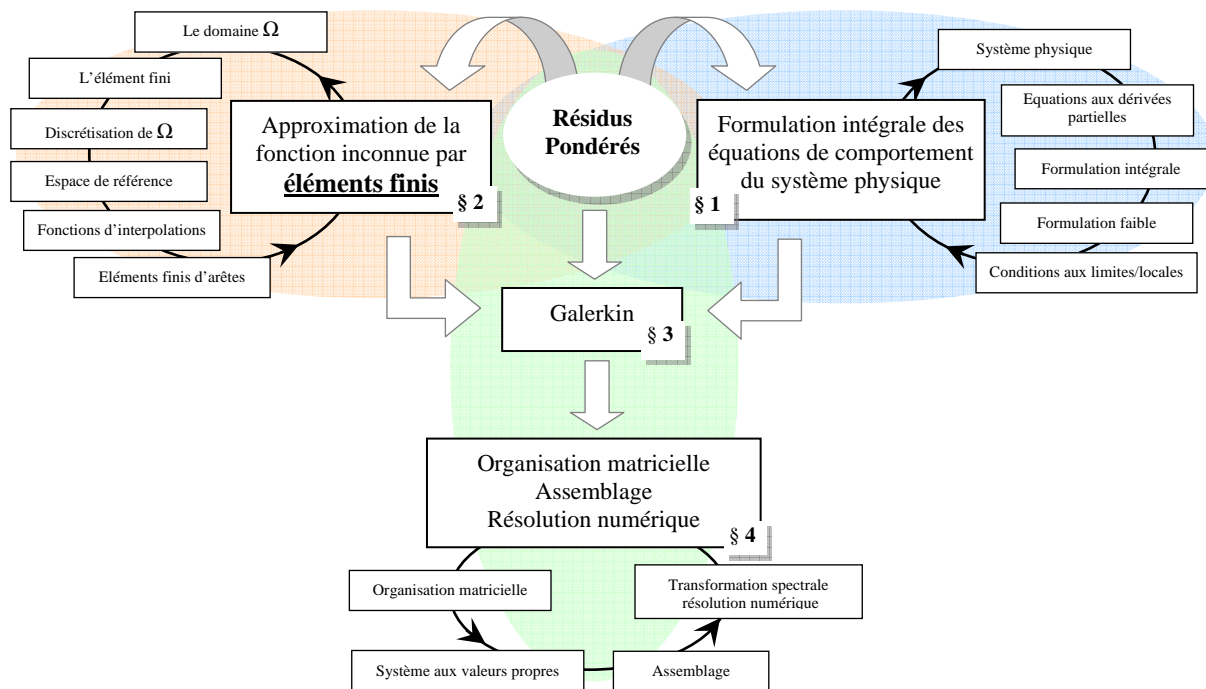 Le domaine Ω
L'élément fini
Discrétisation de Ω
Espace de référence
Fonctions d'interpolations
Eléments finis d'arêtes
Approximation de la
fonction inconnue par
éléments finis
§ 2
Résidus
Pondérés
Formulation intégrale des
équations de comportement
du système physique
§ 1
Système physique
Equations aux dérivées
partielles
Formulation intégrale
Formulation faible
Conditions aux limites/locales
Galerkin
§ 3
Organisation matricielle
Assemblage
Résolution numérique
§ 4
Organisation matricielle
Système aux valeurs propres
Assemblage
Transformation spectrale
résolution numérique